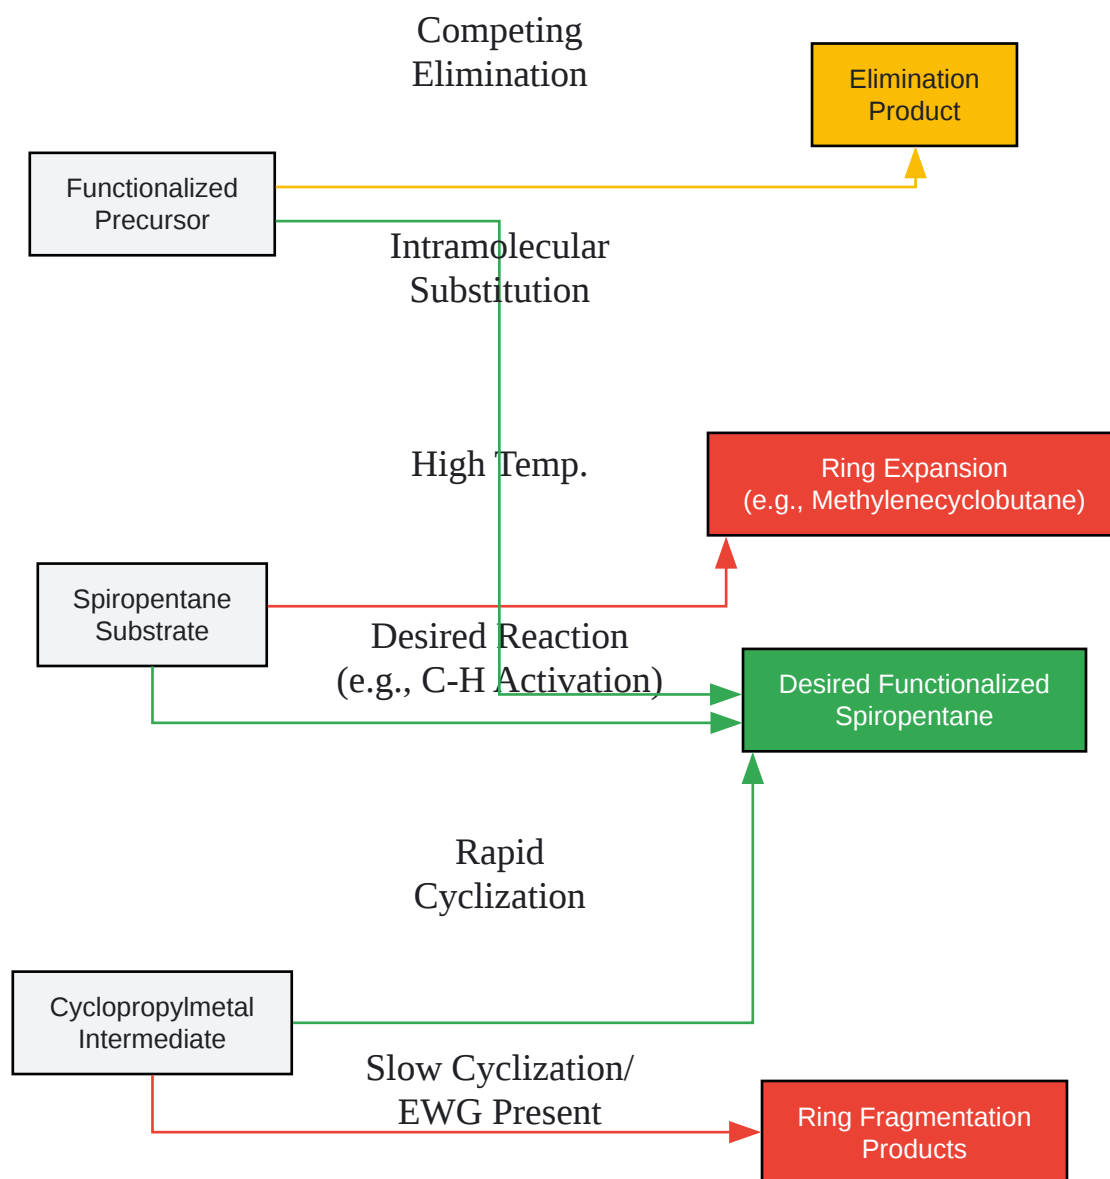 Competing
Elimination
Elimination
Product
Functionalized
Precursor
Intramolecular
Substitution
High Temp.
Ring Expansion
(e.g., Methylenecyclobutane)
Spiropentane
Substrate
Desired Reaction
(e.g., C-H Activation)
Desired Functionalized
Spiropentane
Rapid
Cyclization
Cyclopropylmetal
Intermediate
Slow Cyclization/
EWG Present
Ring Fragmentation
Products